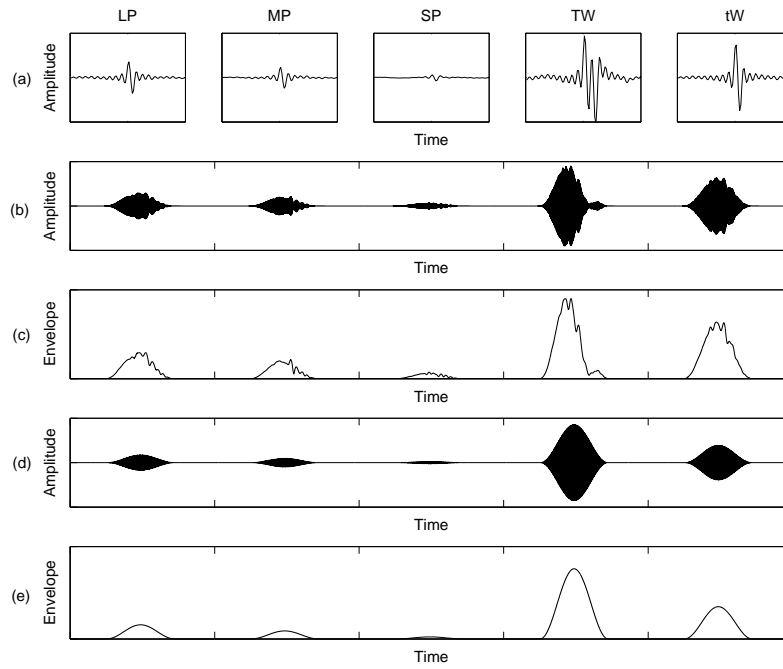 LP MP SP TW tW
(a) Amplitude
Time
(b) Amplitude
Time
(c) Envelope
Time
(d) Amplitude
Time
(e) Envelope
Time